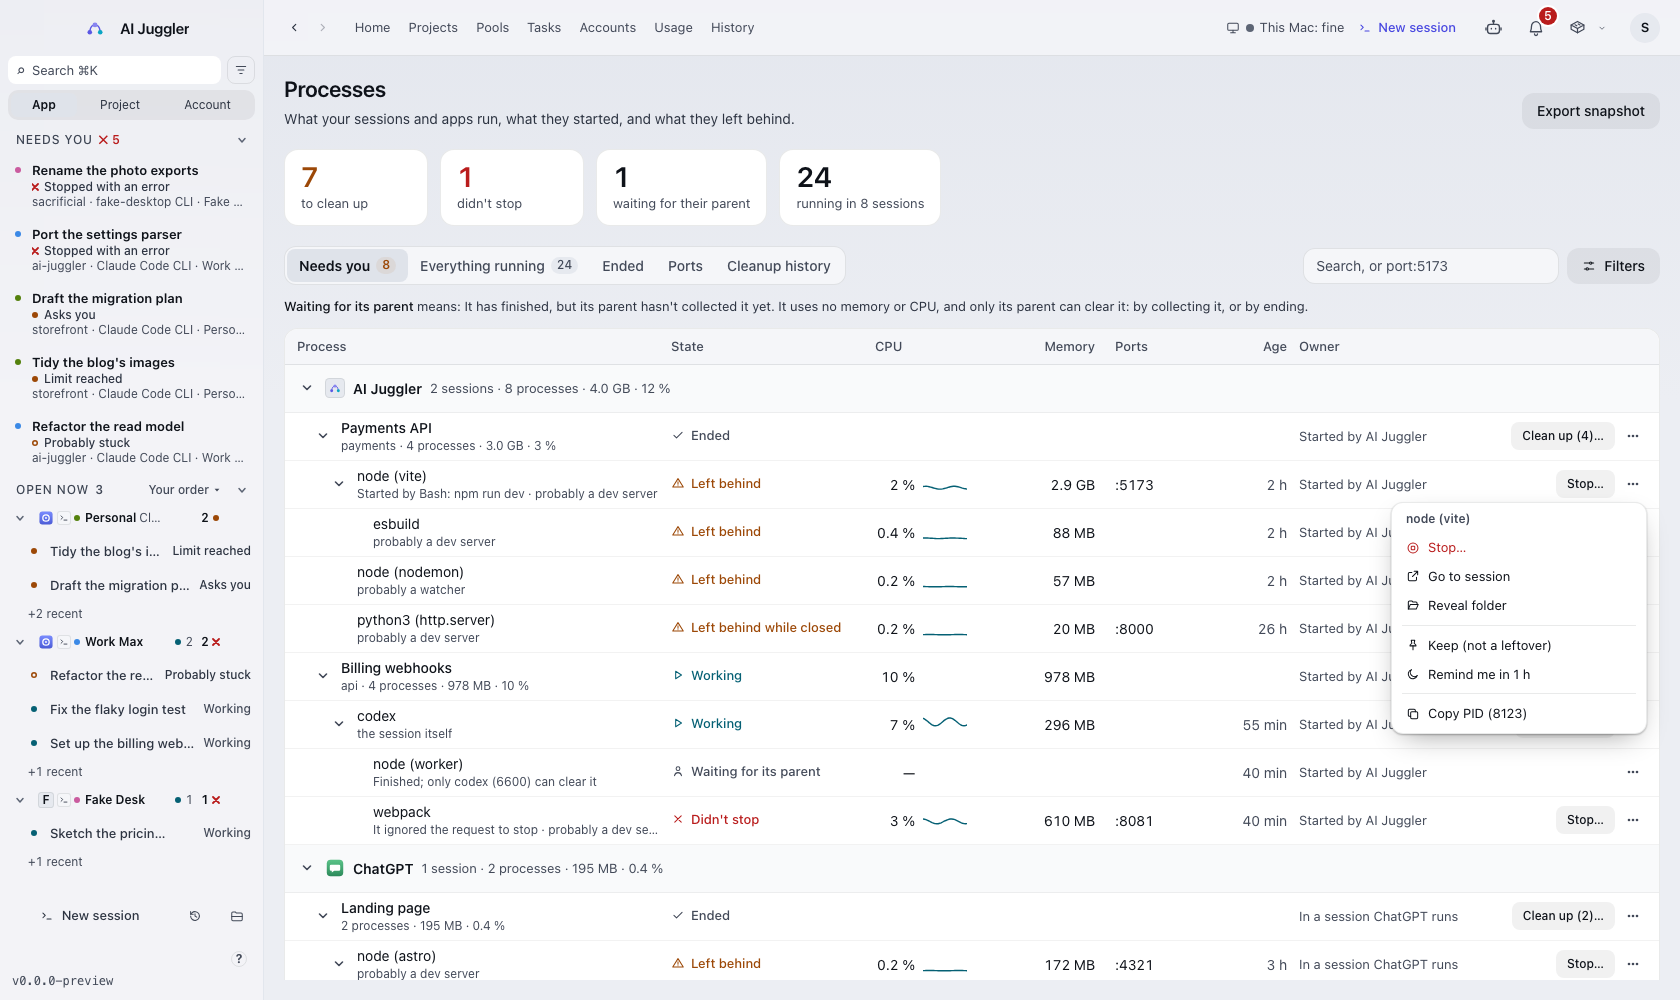 AI Juggler
Search ⌘K
App Project Account
NEEDS YOU 5
Rename the photo exports
Stopped with an error
sacrificial · fake-desktop CLI · Fake ...
Port the settings parser
Stopped with an error
ai-juggler · Claude Code CLI · Work ...
Draft the migration plan
Asks you
storefront · Claude Code CLI · Perso...
Tidy the blog's images
Limit reached
storefront · Claude Code CLI · Perso...
Refactor the read model
Probably stuck
ai-juggler · Claude Code CLI · Work ...
OPEN NOW 3 Your order
Personal Cl... 2
Tidy the blog's i... Limit reached
Draft the migration p... Asks you
+2 recent
Work Max 2 2
Refactor the re... Probably stuck
Fix the flaky login test Working
Set up the billing web... Working
+1 recent
F Fake Desk 1 1
Sketch the pricin... Working
+1 recent
New session
?
v0.0.0-preview
Home Projects Pools Tasks Accounts Usage History
This Mac: fine New session 5 S
Processes
What your sessions and apps run, what they started, and what they left behind.
Export snapshot
7 to clean up
1 didn't stop
1 waiting for their parent
24 running in 8 sessions
Needs you 8 Everything running 24 Ended Ports Cleanup history
Search, or port:5173 Filters
Waiting for its parent means: It has finished, but its parent hasn't collected it yet. It uses no memory or CPU, and only its parent can clear it: by collecting it, or by ending.
Process State CPU Memory Ports Age Owner
AI Juggler 2 sessions · 8 processes · 4.0 GB · 12 %
Payments API Ended Started by AI Juggler Clean up (4)... ...
payments · 4 processes · 3.0 GB · 3 %
node (vite) Left behind 2 % 2.9 GB :5173 2 h Started by AI Juggler Stop... ...
Started by Bash: npm run dev · probably a dev server
esbuild Left behind 0.4 % 88 MB 2 h Started by AI Ju
probably a dev server
node (nodemon) Left behind 0.2 % 57 MB 2 h Started by AI Ju
probably a watcher
python3 (http.server) Left behind while closed 0.2 % 20 MB :8000 26 h Started by AI Ju
probably a dev server
Billing webhooks Working 10 % 978 MB Started by AI Ju
api · 4 processes · 978 MB · 10 %
codex Working 7 % 296 MB 55 min Started by AI Ju
the session itself
node (worker) Waiting for its parent — 40 min Started by AI Juggler ...
Finished; only codex (6600) can clear it
webpack Didn't stop 3 % 610 MB :8081 40 min Started by AI Juggler Stop... ...
It ignored the request to stop · probably a dev se...
ChatGPT 1 session · 2 processes · 195 MB · 0.4 %
Landing page Ended In a session ChatGPT runs Clean up (2)... ...
2 processes · 195 MB · 0.4 %
node (astro) Left behind 0.2 % 172 MB :4321 3 h In a session ChatGPT runs Stop... ...
probably a dev server
node (vite)
Stop...
Go to session
Reveal folder
Keep (not a leftover)
Remind me in 1 h
Copy PID (8123)